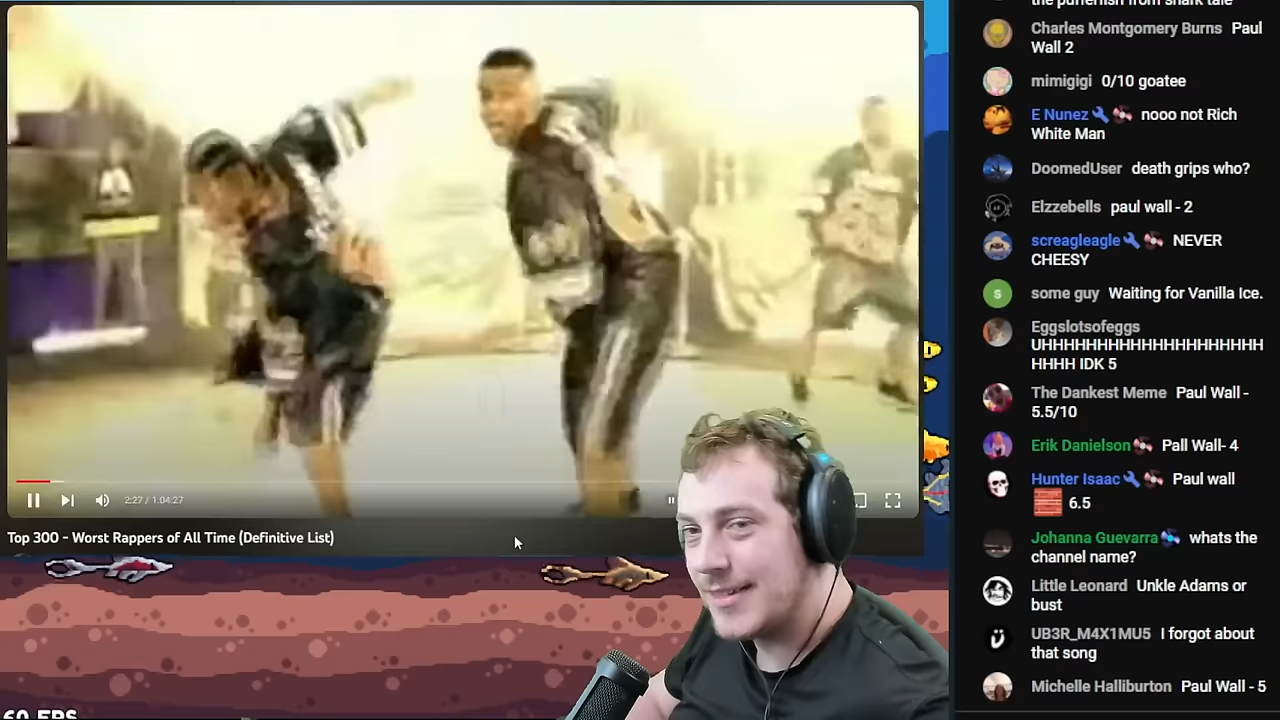 2:27 / 1:04:27
Top 300 - Worst Rappers of All Time (Definitive List)
60 FPS
the pufferfish from shark tale
Charles Montgomery Burns Paul
Wall 2
mimigigi 0/10 goatee
E Nunez nooo not Rich
White Man
DoomedUser death grips who?
Elzzebells paul wall - 2
screagleagle NEVER
CHEESY
s
some guy Waiting for Vanilla Ice.
Eggslotsofeggs
UHHHHHHHHHHHHHHHHHHHH
HHHH IDK 5
The Dankest Meme Paul Wall -
5.5/10
Erik Danielson Pall Wall- 4
Hunter Isaac Paul wall
6.5
Johanna Guevarra whats the
channel name?
Little Leonard Unkle Adams or
bust
UB3R_M4X1MU5 I forgot about
that song
Michelle Halliburton Paul Wall - 5